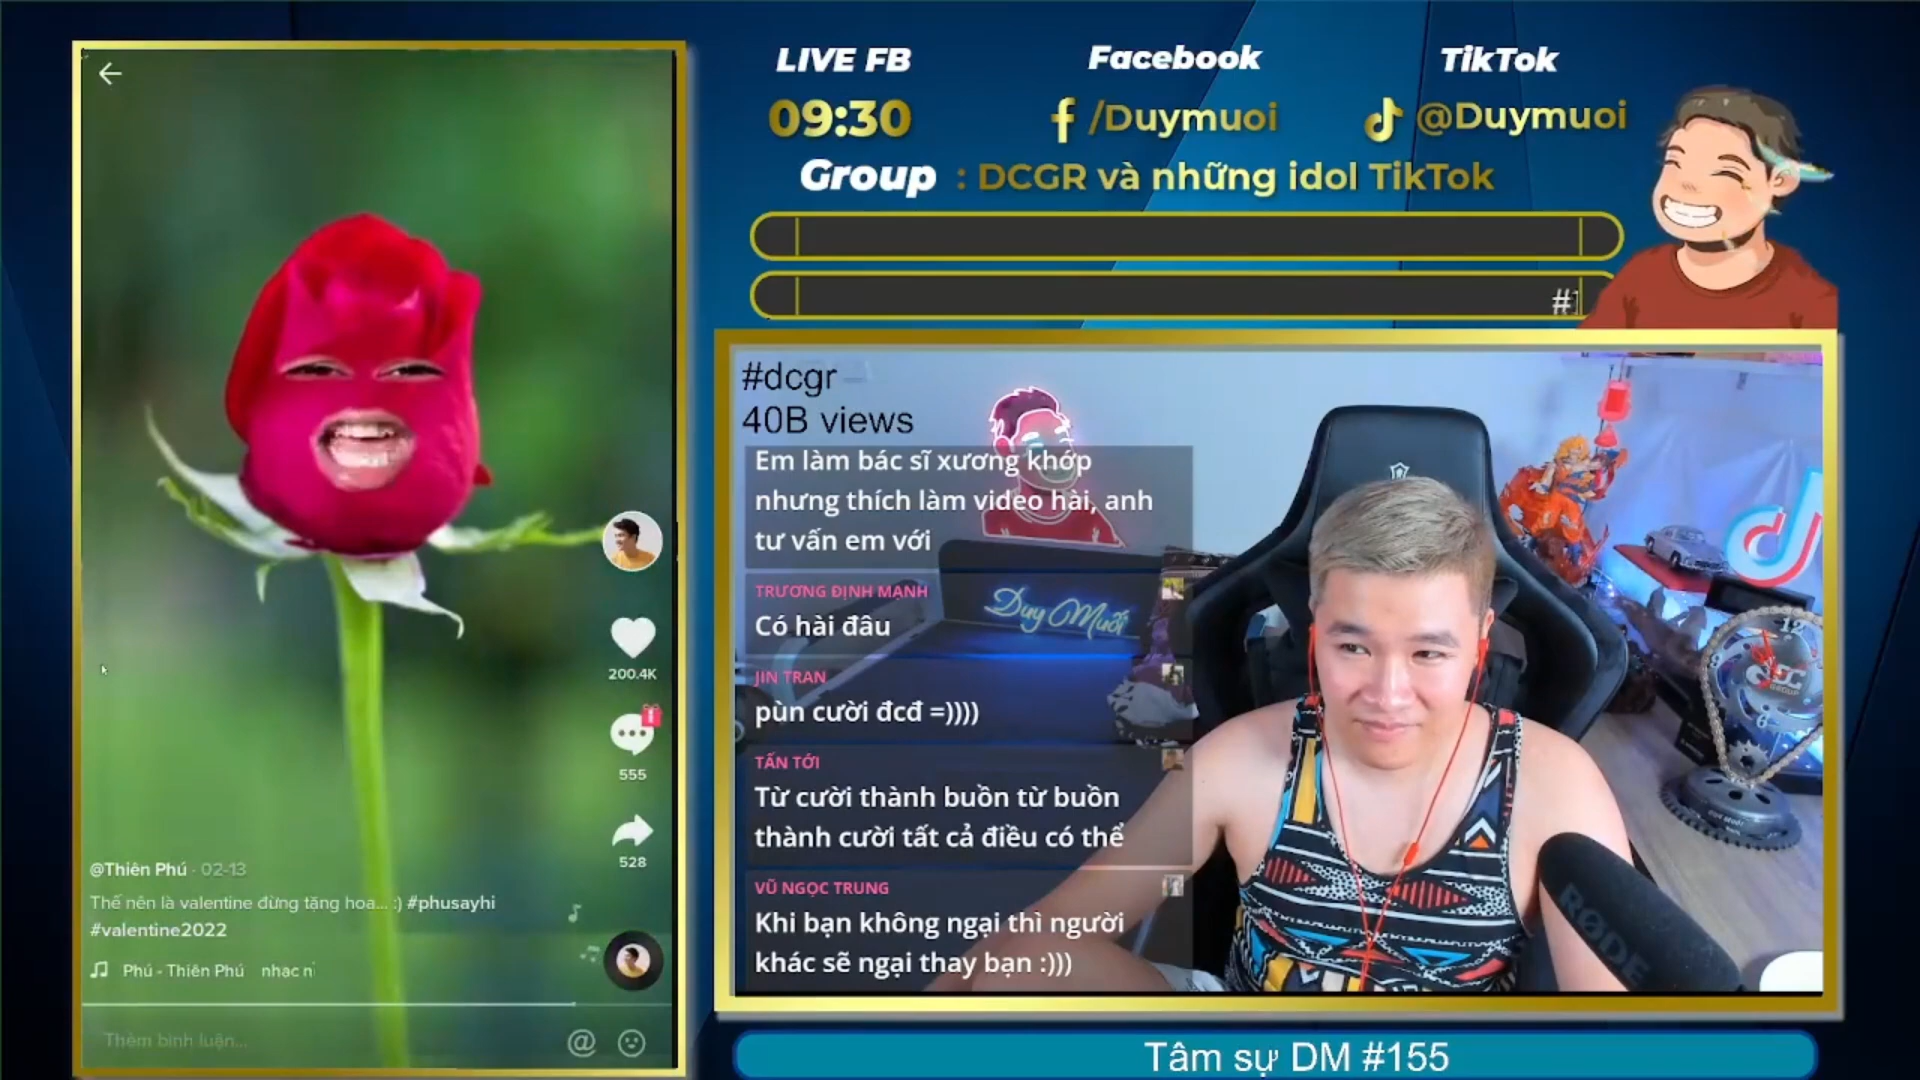 LIVE FB
09:30
Facebook
/Duymuoi
TikTok
@Duymuoi
Group : DCGR và những idol TikTok
#
200.4K
555
528
@Thiên Phú · 02-13
Thế nên là valentine đừng tặng hoa... :) #phusayhi
#valentine2022
Phú - Thiên Phú nhạc n
Thêm bình luận...
#dcgr
40B views
Em làm bác sĩ xương khớp
nhưng thích làm video hài, anh
tư vấn em với
TRƯƠNG ĐỊNH MẠNH
Có hài đâu
JIN TRAN
pùn cười đcđ =))))
TẤN TỚI
Từ cười thành buồn từ buồn
thành cười tất cả điều có thể
VŨ NGỌC TRUNG
Khi bạn không ngại thì người
khác sẽ ngại thay bạn :)))
Duy Muối
12
6
GROUP
RØDE
Tâm sự DM #155